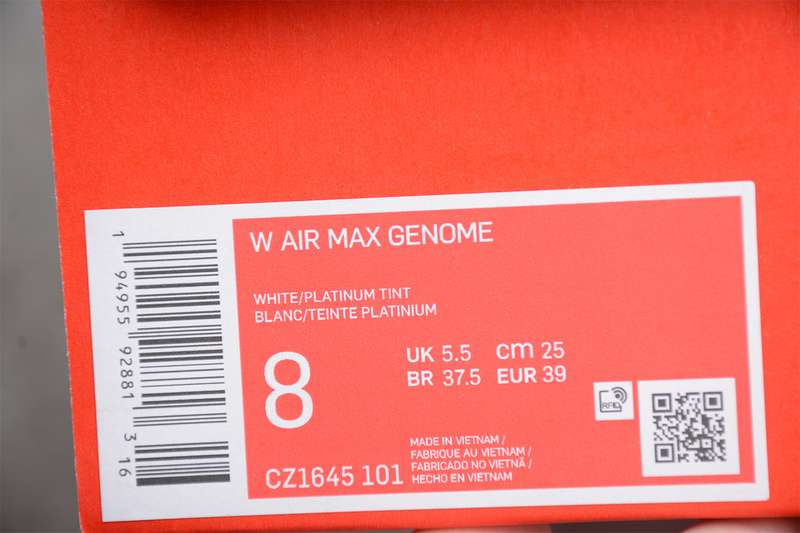 W AIR MAX GENOME
WHITE/PLATINUM TINT
BLANC/TEINTE PLATINIUM
8
UK 5.5 cm 25
BR 37.5 EUR 39
RFID
CZ1645 101
MADE IN VIETNAM /
FABRIQUE AU VIETNAM /
FABRICADO NO VIETNÃ /
HECHO EN VIETNAM
1 94955 92881 3 16